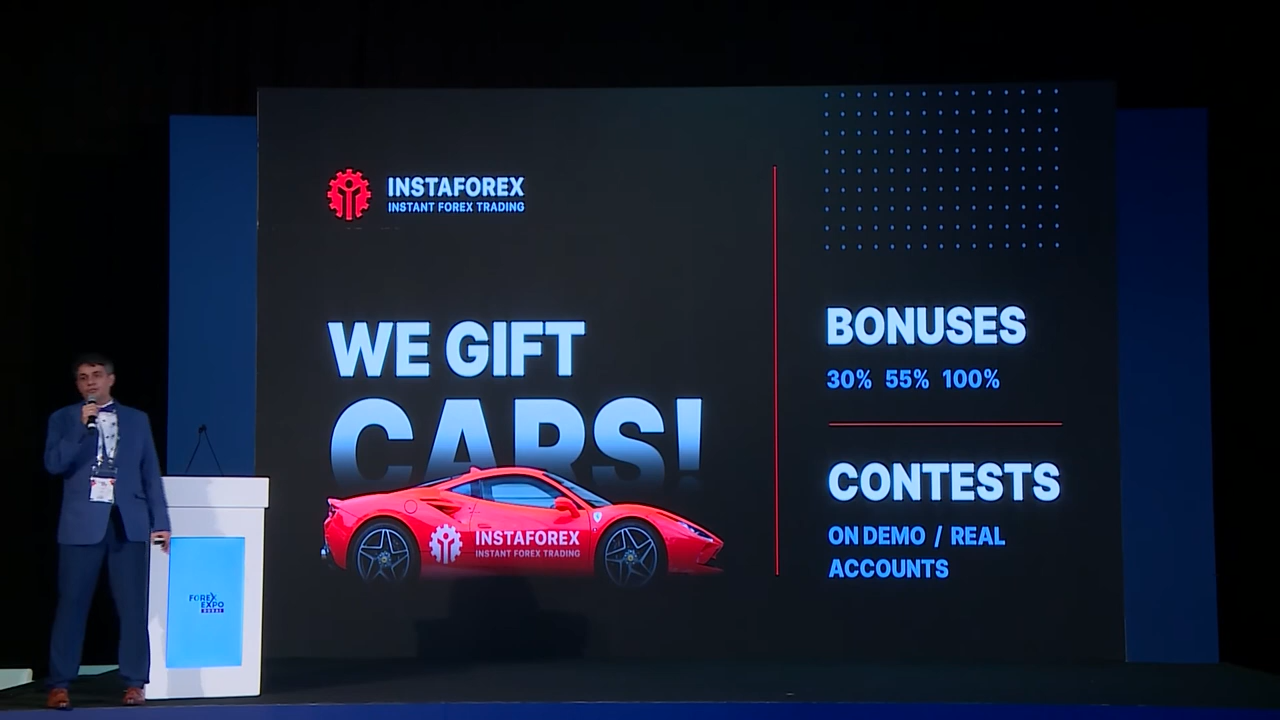 INSTAFOREX
INSTANT FOREX TRADING
WE GIFT
CARS!
INSTAFOREX
INSTANT FOREX TRADING
BONUSES
30% 55% 100%
CONTESTS
ON DEMO / REAL
ACCOUNTS
FOREX
EXPO
DUBAI